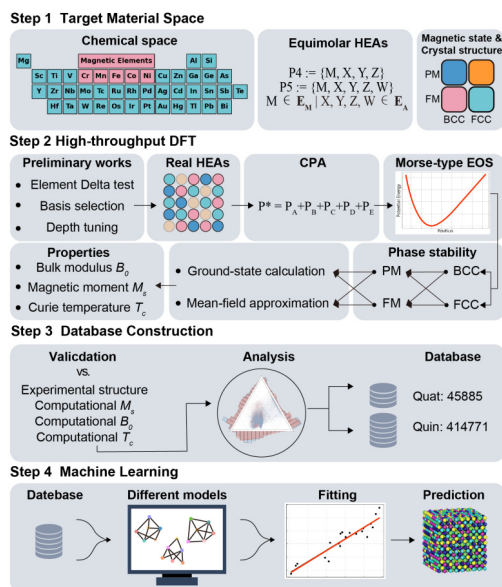 Step 1 Target Material Space
Chemical space
Mg Magnetic Elements Al Si
Sc Ti V Cr Mn Fe Co Ni Cu Zn Ga Ge As
Y Zr Nb Mo Tc Ru Rh Pd Ag Cd In Sn Sb Te
Hf Ta W Re Os Ir Pt Au Hg Tl Pb Bi
Equimolar HEAs
P4 := {M, X, Y, Z}
P5 := {M, X, Y, Z, W}
M ∈ E_M | X, Y, Z, W ∈ E_A
Magnetic state &
Crystal structure
PM
FM
BCC FCC
Step 2 High-throughput DFT
Preliminary works
• Element Delta test
• Basis selection
• Depth tuning
Real HEAs
CPA
P* = P_A+P_B+P_C+P_D+P_E
Morse-type EOS
Potential Energy
Position
Properties
• Bulk modulus B_0
• Magnetic moment M_s
• Curie temperature T_c
• Ground-state calculation
• Mean-field approximation
Phase stability
PM BCC
FM FCC
Step 3 Database Construction
Valicdation
vs.
Experimental structure
Computational M_s
Computational B_0
Computational T_c
Analysis
Database
Quat: 45885
Quin: 414771
Step 4 Machine Learning
Datebase
Different models
Fitting
Prediction